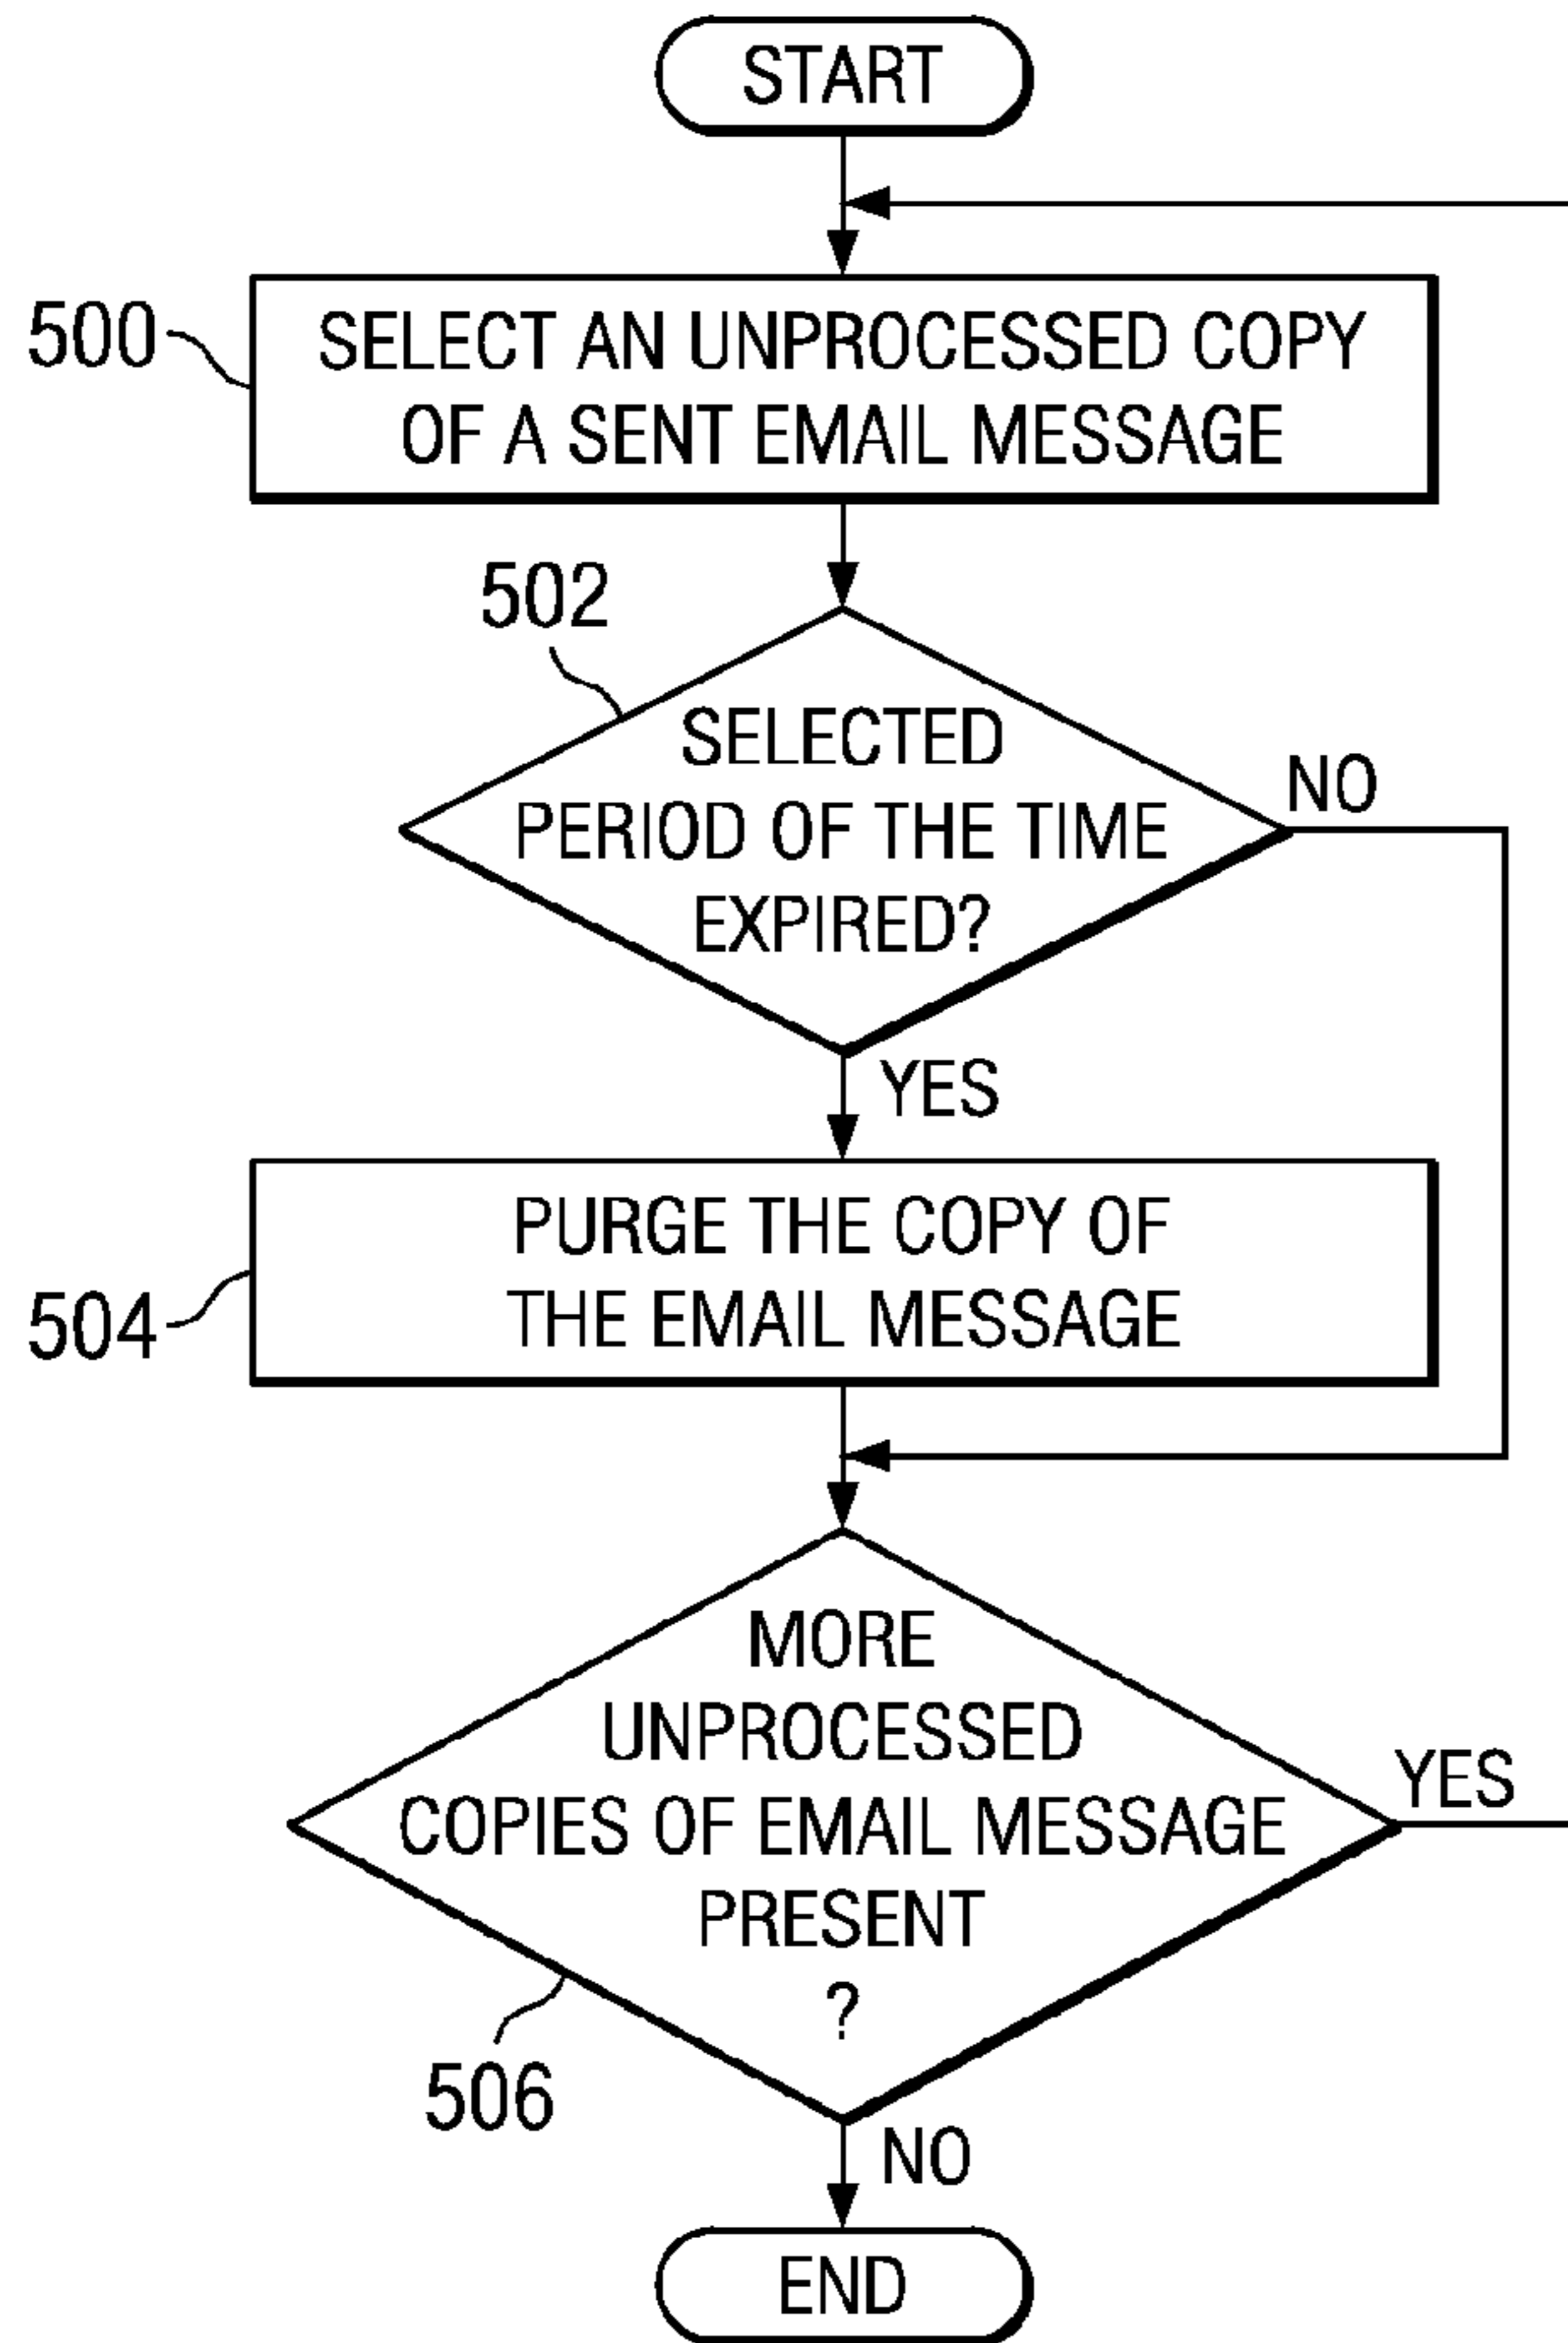 START
500
SELECT AN UNPROCESSED COPY
OF A SENT EMAIL MESSAGE
502
SELECTED
PERIOD OF THE TIME
EXPIRED?
NO
YES
504
PURGE THE COPY OF
THE EMAIL MESSAGE
MORE
UNPROCESSED
COPIES OF EMAIL MESSAGE
PRESENT
?
YES
506
NO
END